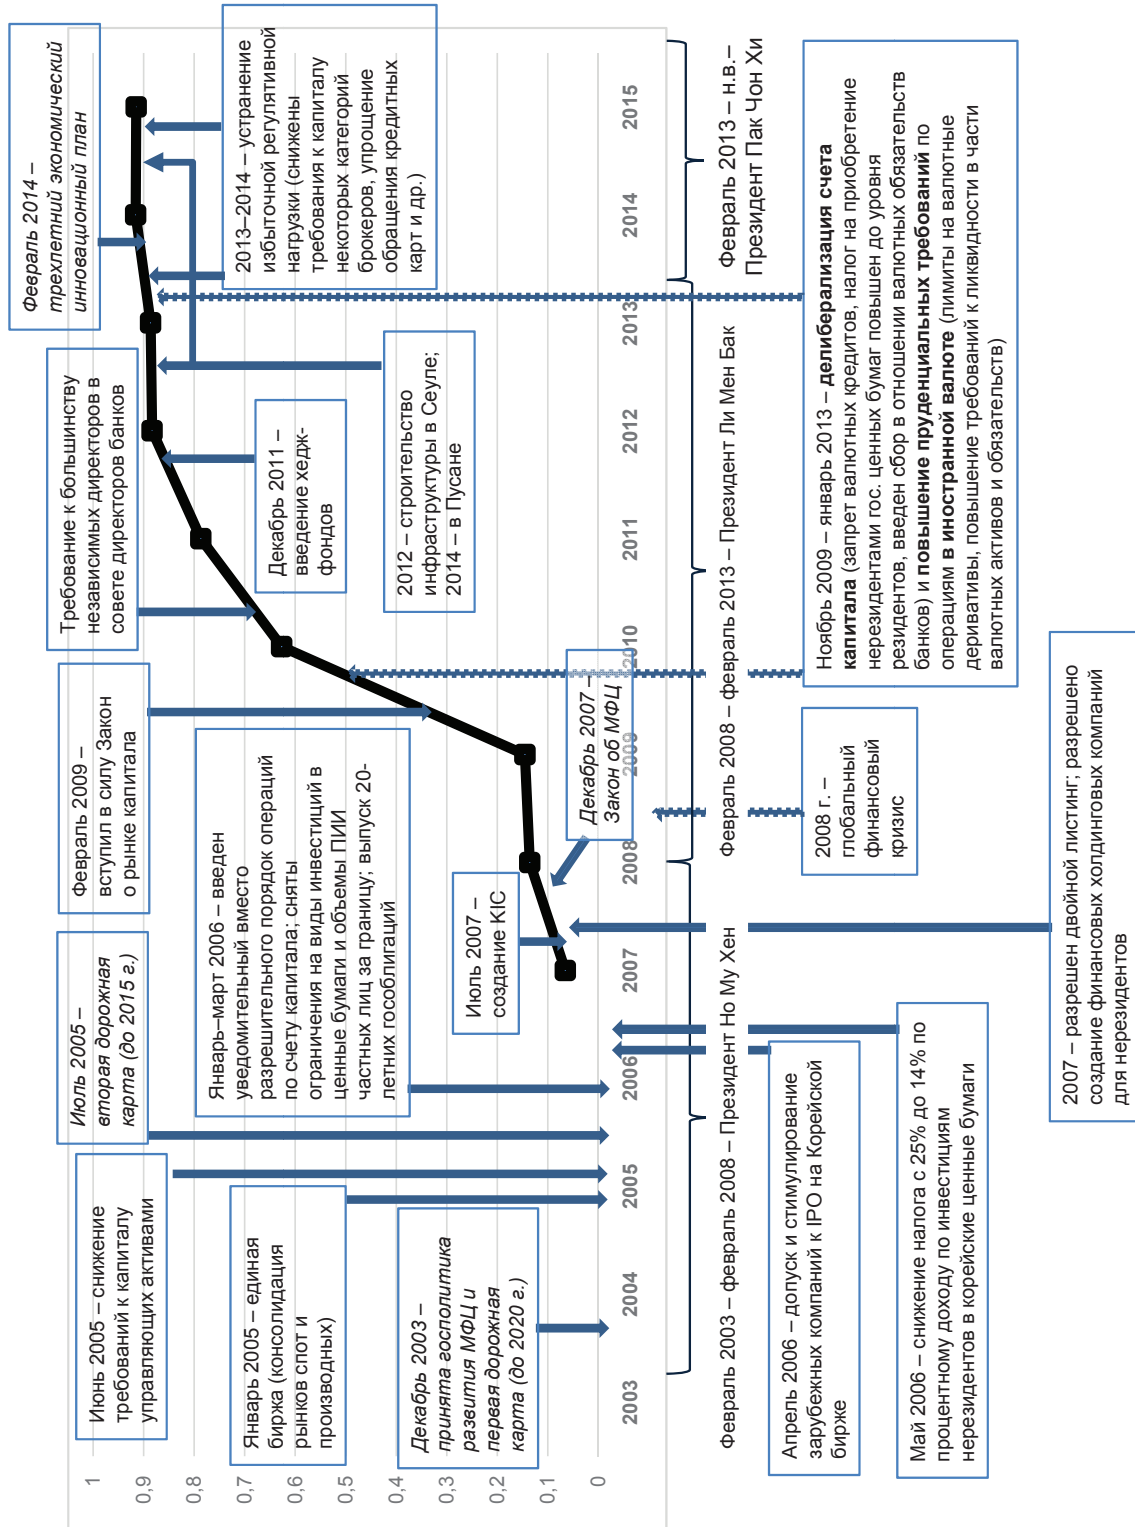 Июнь 2005 – снижение
требований к капиталу
управляющих активами
Июль 2005 –
вторая дорожная
карта (до 2015 г.)
Февраль 2009 –
вступил в силу Закон
о рынке капитала
Требование к большинству
независимых директоров в
совете директоров банков
Февраль 2014 –
трехлетний экономический
инновационный план
Январь 2005 – единая
биржа (консолидация
рынков спот и
производных)
Январь–март 2006 – введен
уведомительный вместо
разрешительного порядок операций
по счету капитала; сняты
ограничения на виды инвестиций в
ценные бумаги и объемы ПИИ
частных лиц за границу; выпуск 20-
летних гособлигаций
Декабрь 2011 –
введение хедж-
фондов
2013–2014 – устранение
избыточной регулятивной
нагрузки (снижены
требования к капиталу
некоторых категорий
брокеров, упрощение
обращения кредитных
карт и др.)
Декабрь 2003 –
принята госполитика
развития МФЦ и
первая дорожная
карта (до 2020 г.)
Июль 2007 –
создание KIC
Декабрь 2007 –
Закон об МФЦ
2012 – строительство
инфраструктуры в Сеуле;
2014 – в Пусане
1
0,9
0,8
0,7
0,6
0,5
0,4
0,3
0,2
0,1
0
2003
2004
2005
2006
2007
2008
2009
2010
2011
2012
2013
2014
2015
Февраль 2003 – февраль 2008 – Президент Но Му Хен
Февраль 2008 – февраль 2013 – Президент Ли Мен Бак
Февраль 2013 – н.в.–
Президент Пак Чон Хи
Апрель 2006 – допуск и стимулирование
зарубежных компаний к IPO на Корейской
бирже
2008 г. –
глобальный
финансовый
кризис
Ноябрь 2009 – январь 2013 – делиберализация счета
капитала (запрет валютных кредитов, налог на приобретение
нерезидентами гос. ценных бумаг повышен до уровня
резидентов, введен сбор в отношении валютных обязательств
банков) и повышение пруденциальных требований по
операциям в иностранной валюте (лимиты на валютные
деривативы, повышение требований к ликвидности в части
валютных активов и обязательств)
Май 2006 – снижение налога с 25% до 14% по
процентному доходу по инвестициям
нерезидентов в корейские ценные бумаги
2007 – разрешен двойной листинг; разрешено
создание финансовых холдинговых компаний
для нерезидентов